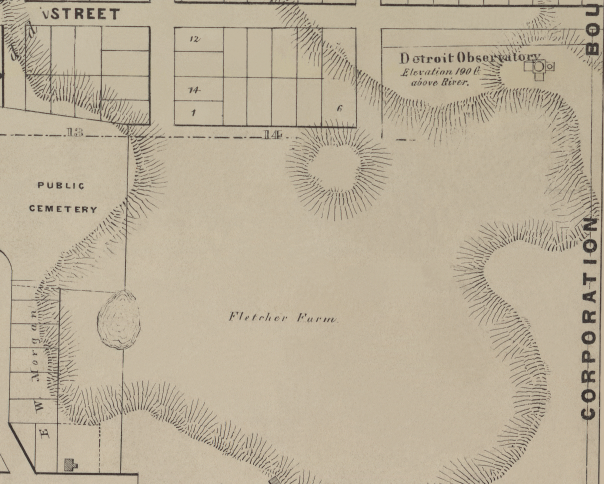 STREET
BOU
12
14
1
6
Detroit Observatory
Elevation 190 ft
above River.
13
14
PUBLIC
CEMETERY
CORPORATION
Fletcher Farm.
E. W. Morgan